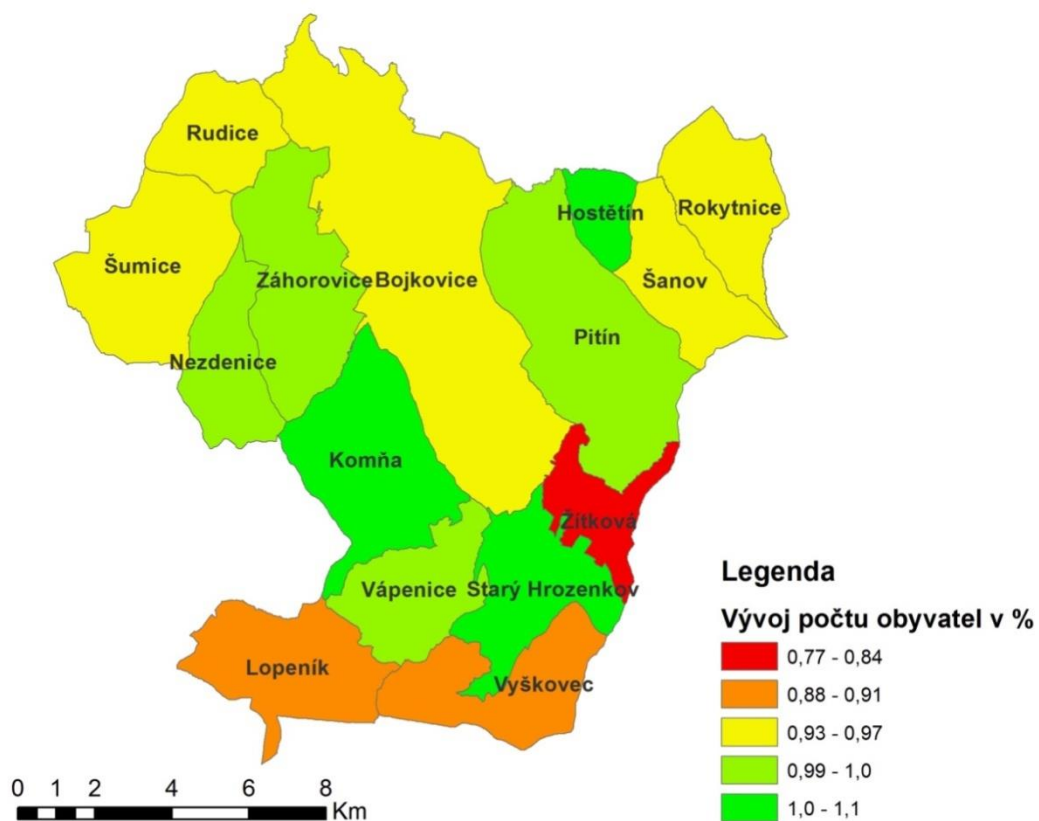 Rudice
Rokytnice
Hostětín
Šumice
Záhorovice
Bojkovice
Šanov
Nezdenice
Pitín
Komňa
Žítková
Vápenice
Starý Hrozenkov
Lopeník
Vyškovec
Legenda
Vývoj počtu obyvatel v %
0,77 - 0,84
0,88 - 0,91
0,93 - 0,97
0,99 - 1,0
1,0 - 1,1
0 1 2 4 6 8
Km